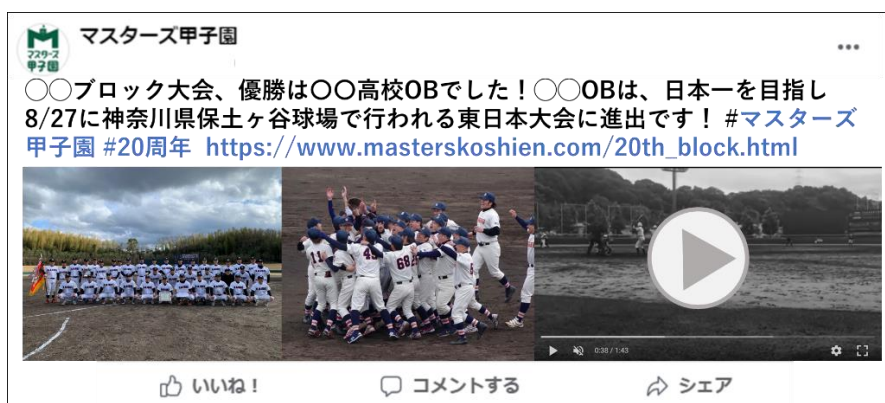 マスターズ
甲子園
マスターズ甲子園
◯◯ブロック大会、優勝は〇〇高校OBでした！◯◯OBは、日本一を目指し
8/27に神奈川県保土ヶ谷球場で行われる東日本大会に進出です！ #マスターズ
甲子園 #20周年 https://www.masterskoshien.com/20th_block.html
49
68
0:38 / 1:43
いいね！
コメントする
シェア